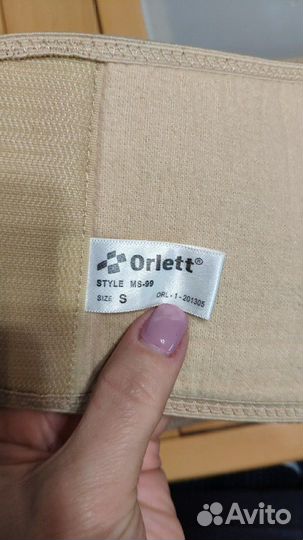 Orlett®
STYLE MS-99
SIZE S ORL-1-201305
Avito